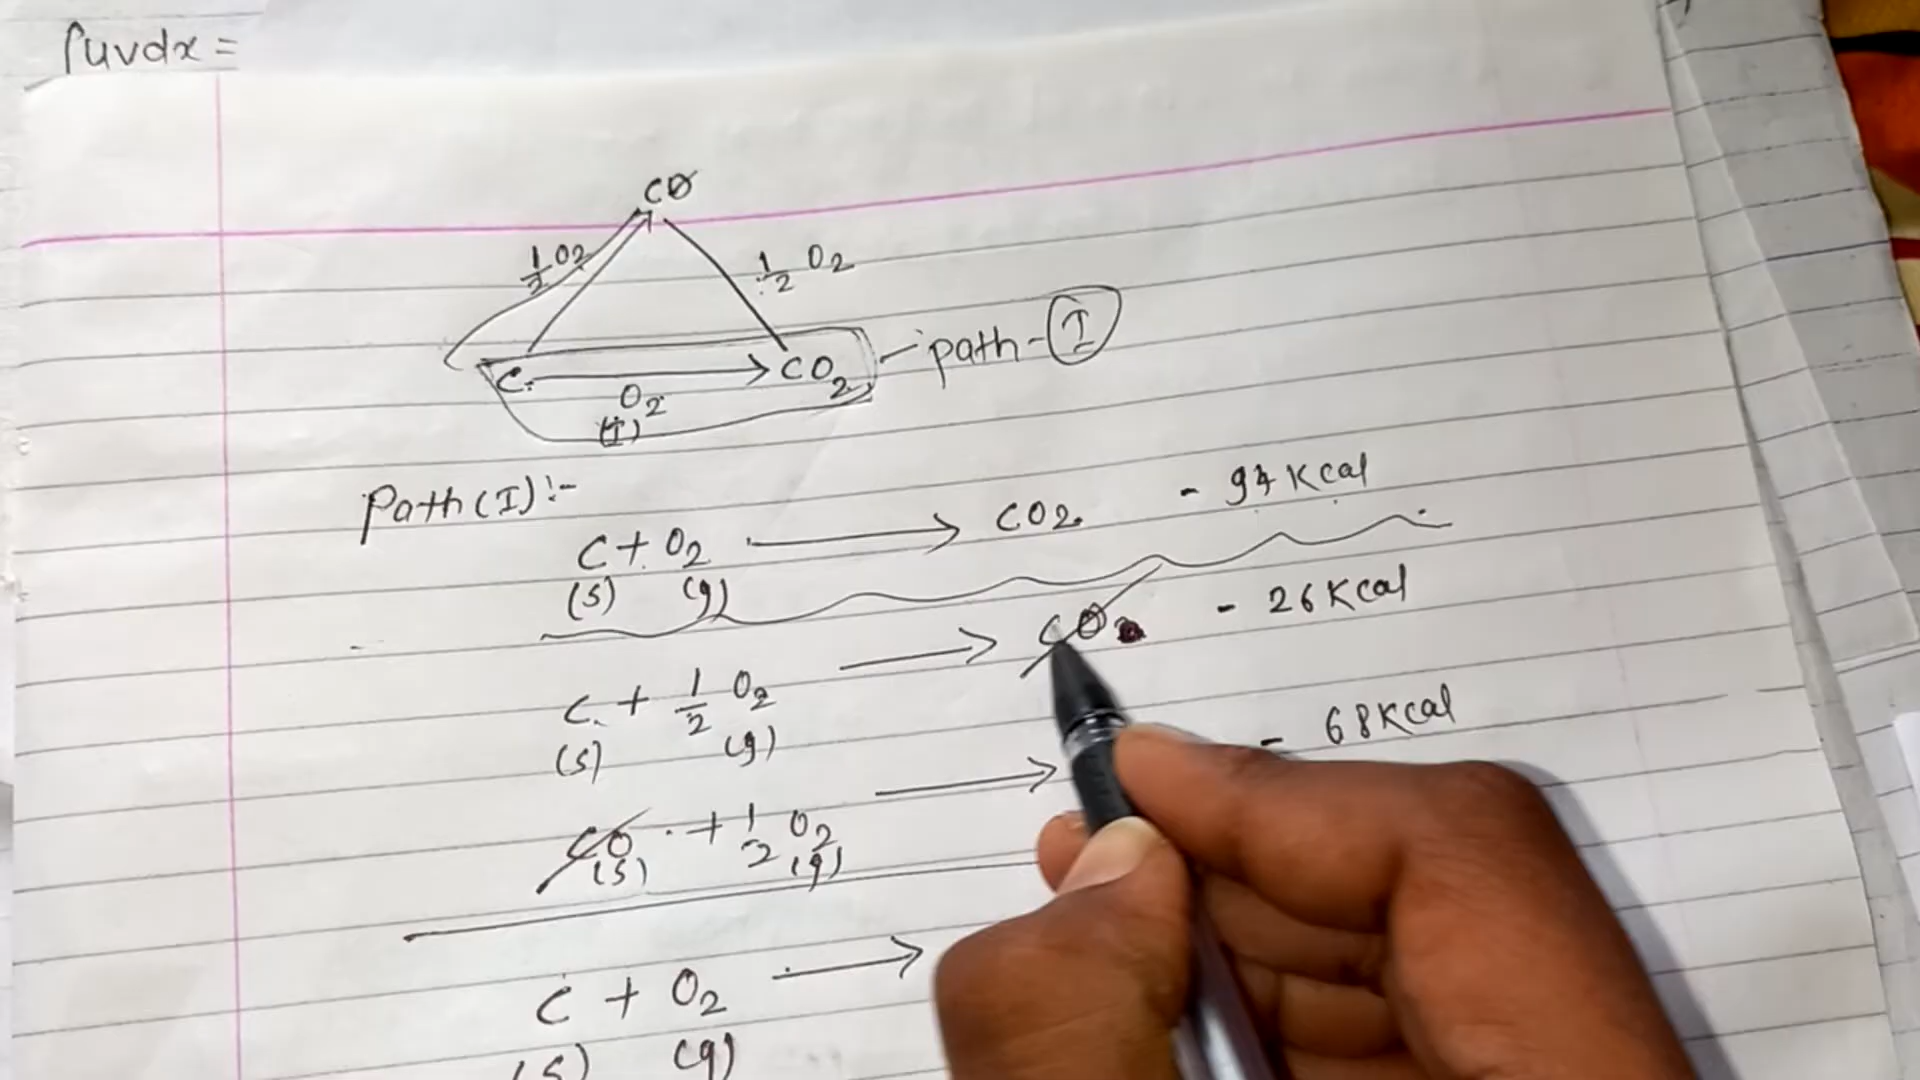 ∫uvdx =
CO
1/2 O2
1/2 O2
C → CO2
path-(I)
O2
(I)
Path (I) :-
C + O2 → CO2 - 94 Kcal
(s) (g)
C + 1/2 O2 → CO - 26 Kcal
(s) (g)
CO + 1/2 O2 → - 68 Kcal
(s) (g)
C + O2 →
(s) (g)